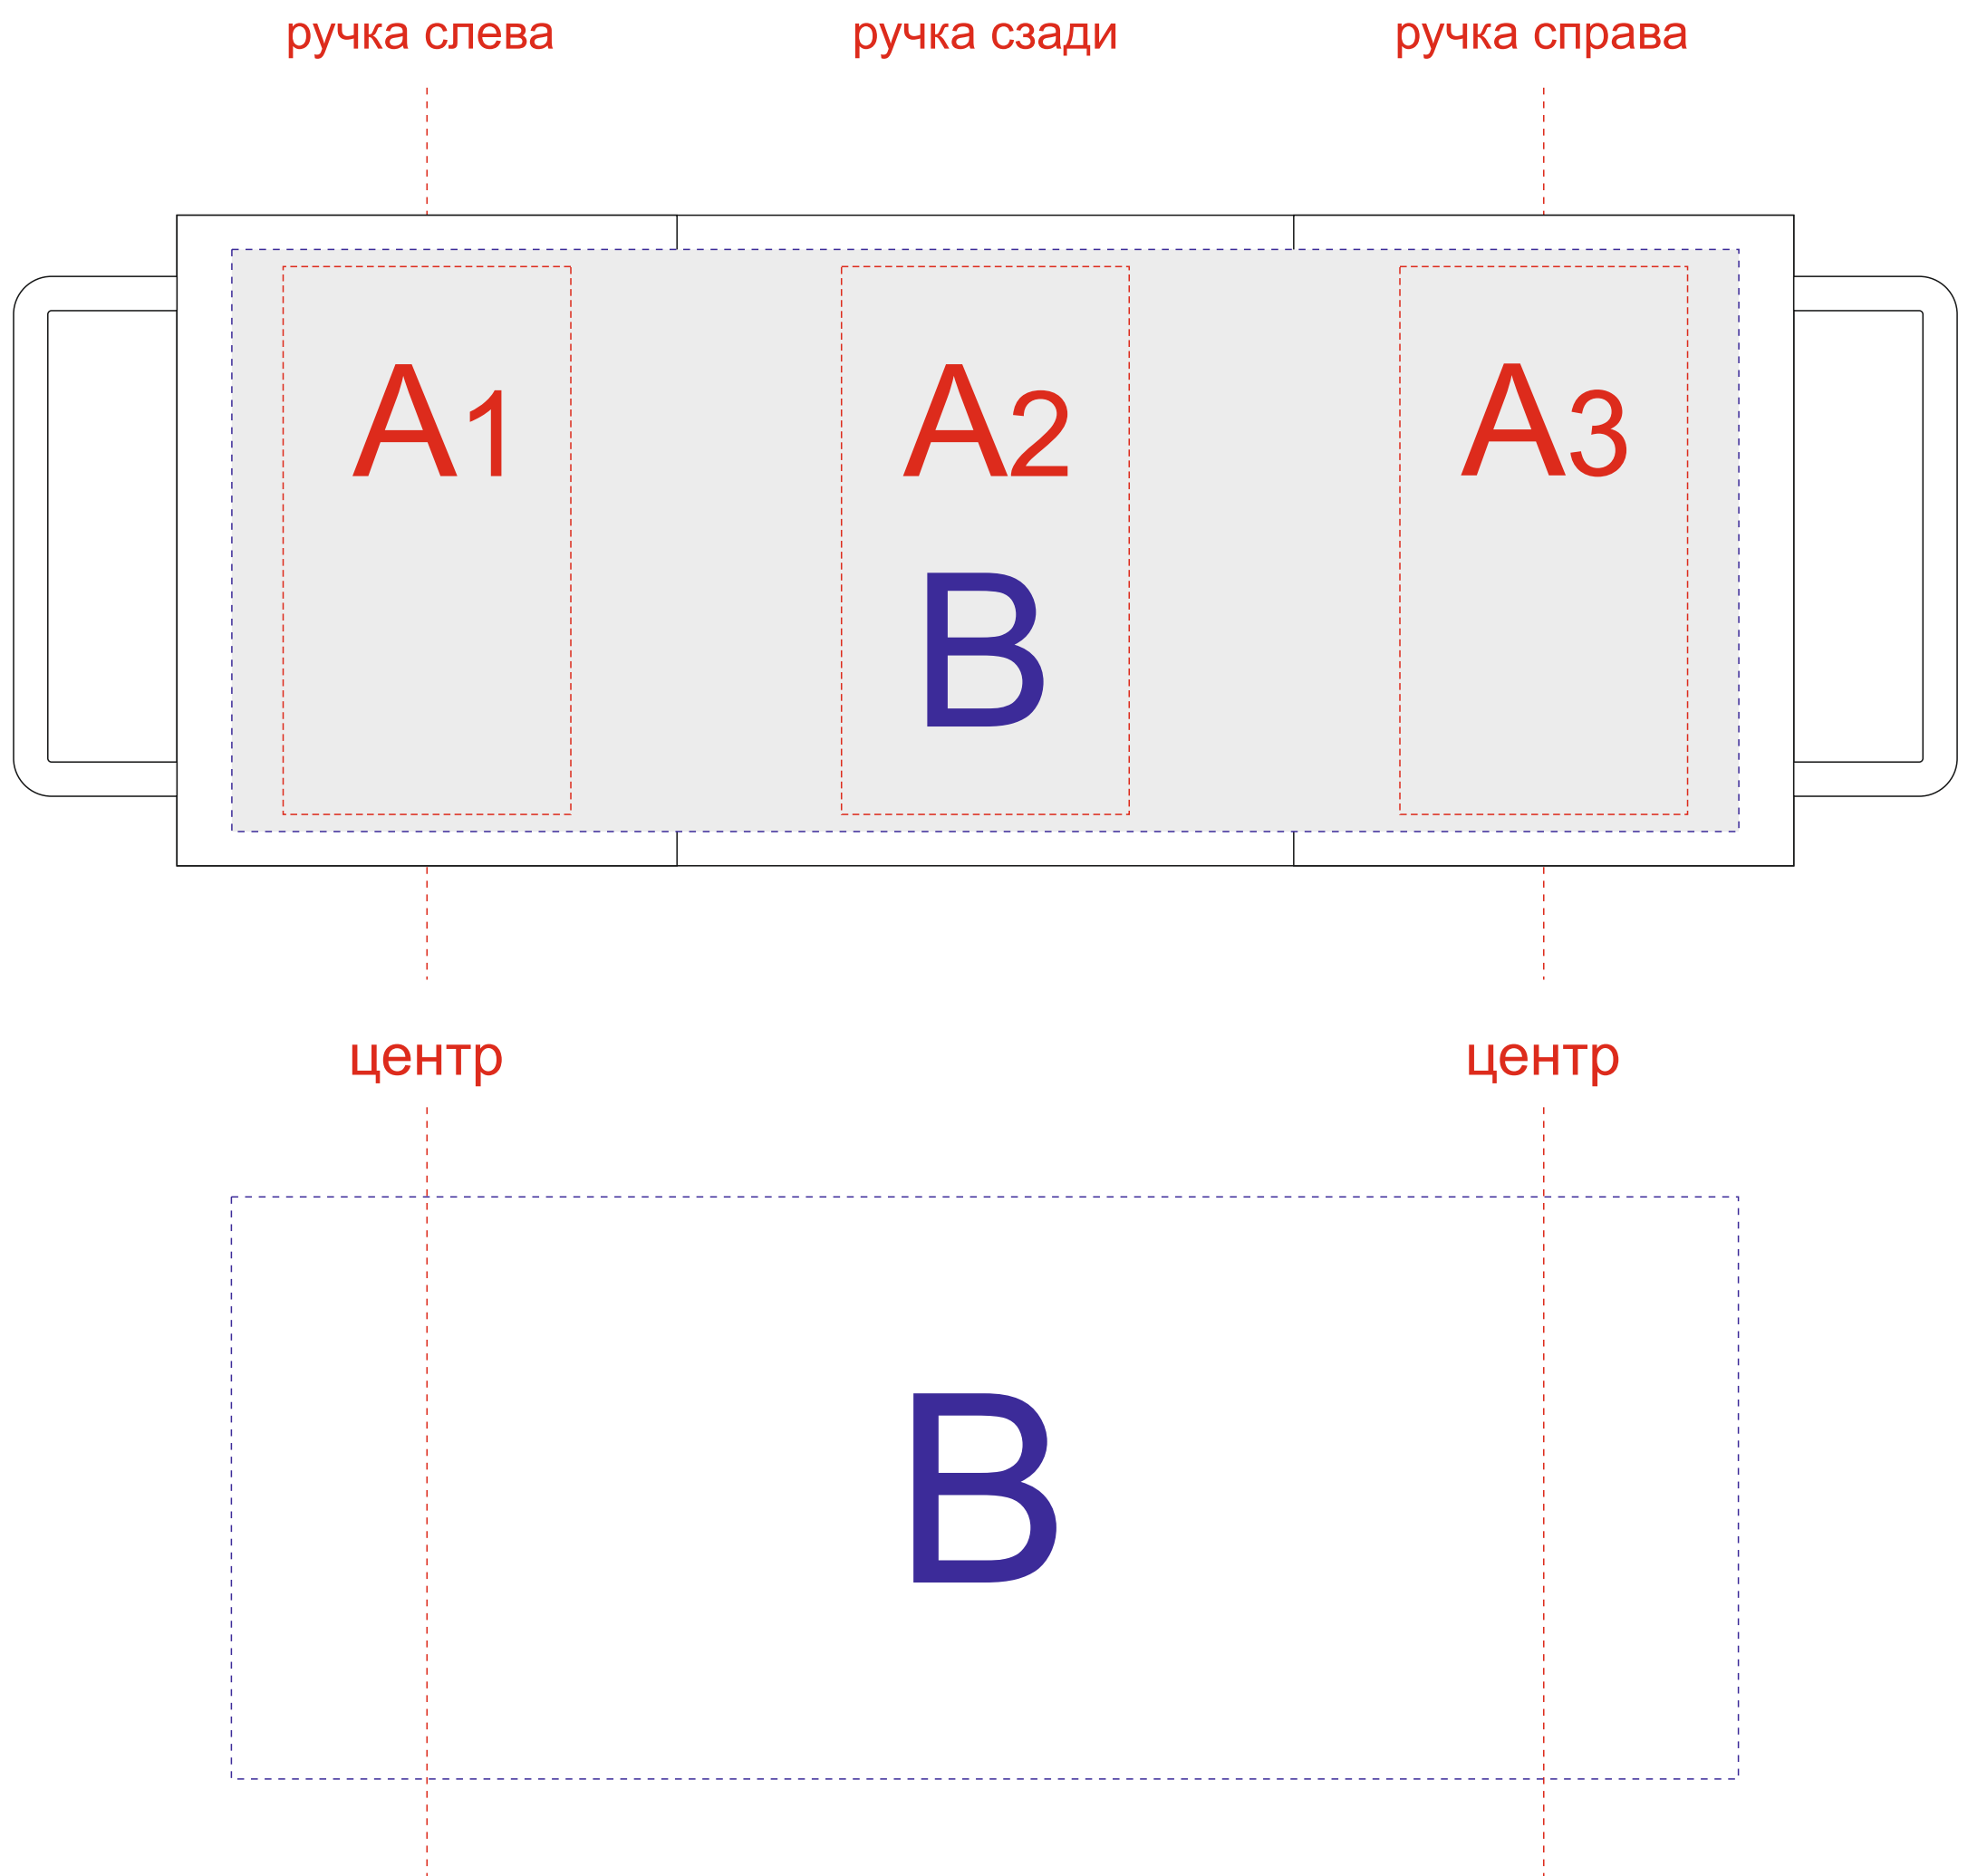 ручка слева ручка сзади ручка справа
A1 A2 A3
B
центр центр
B